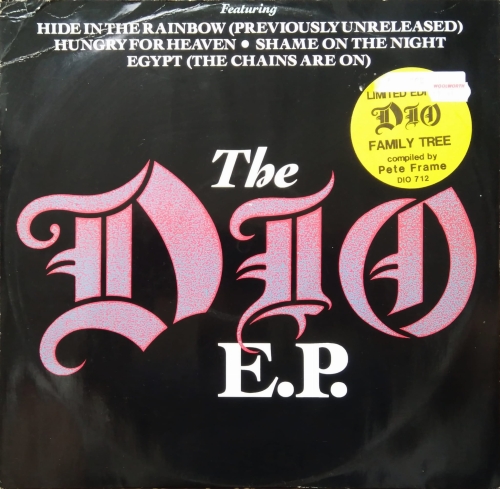 Featuring
HIDE IN THE RAINBOW (PREVIOUSLY UNRELEASED)
HUNGRY FOR HEAVEN • SHAME ON THE NIGHT
EGYPT (THE CHAINS ARE ON)
LIMITED
DIO
FAMILY TREE
compiled by
Pete Frame
DIO 712
The
DIO
E.P.